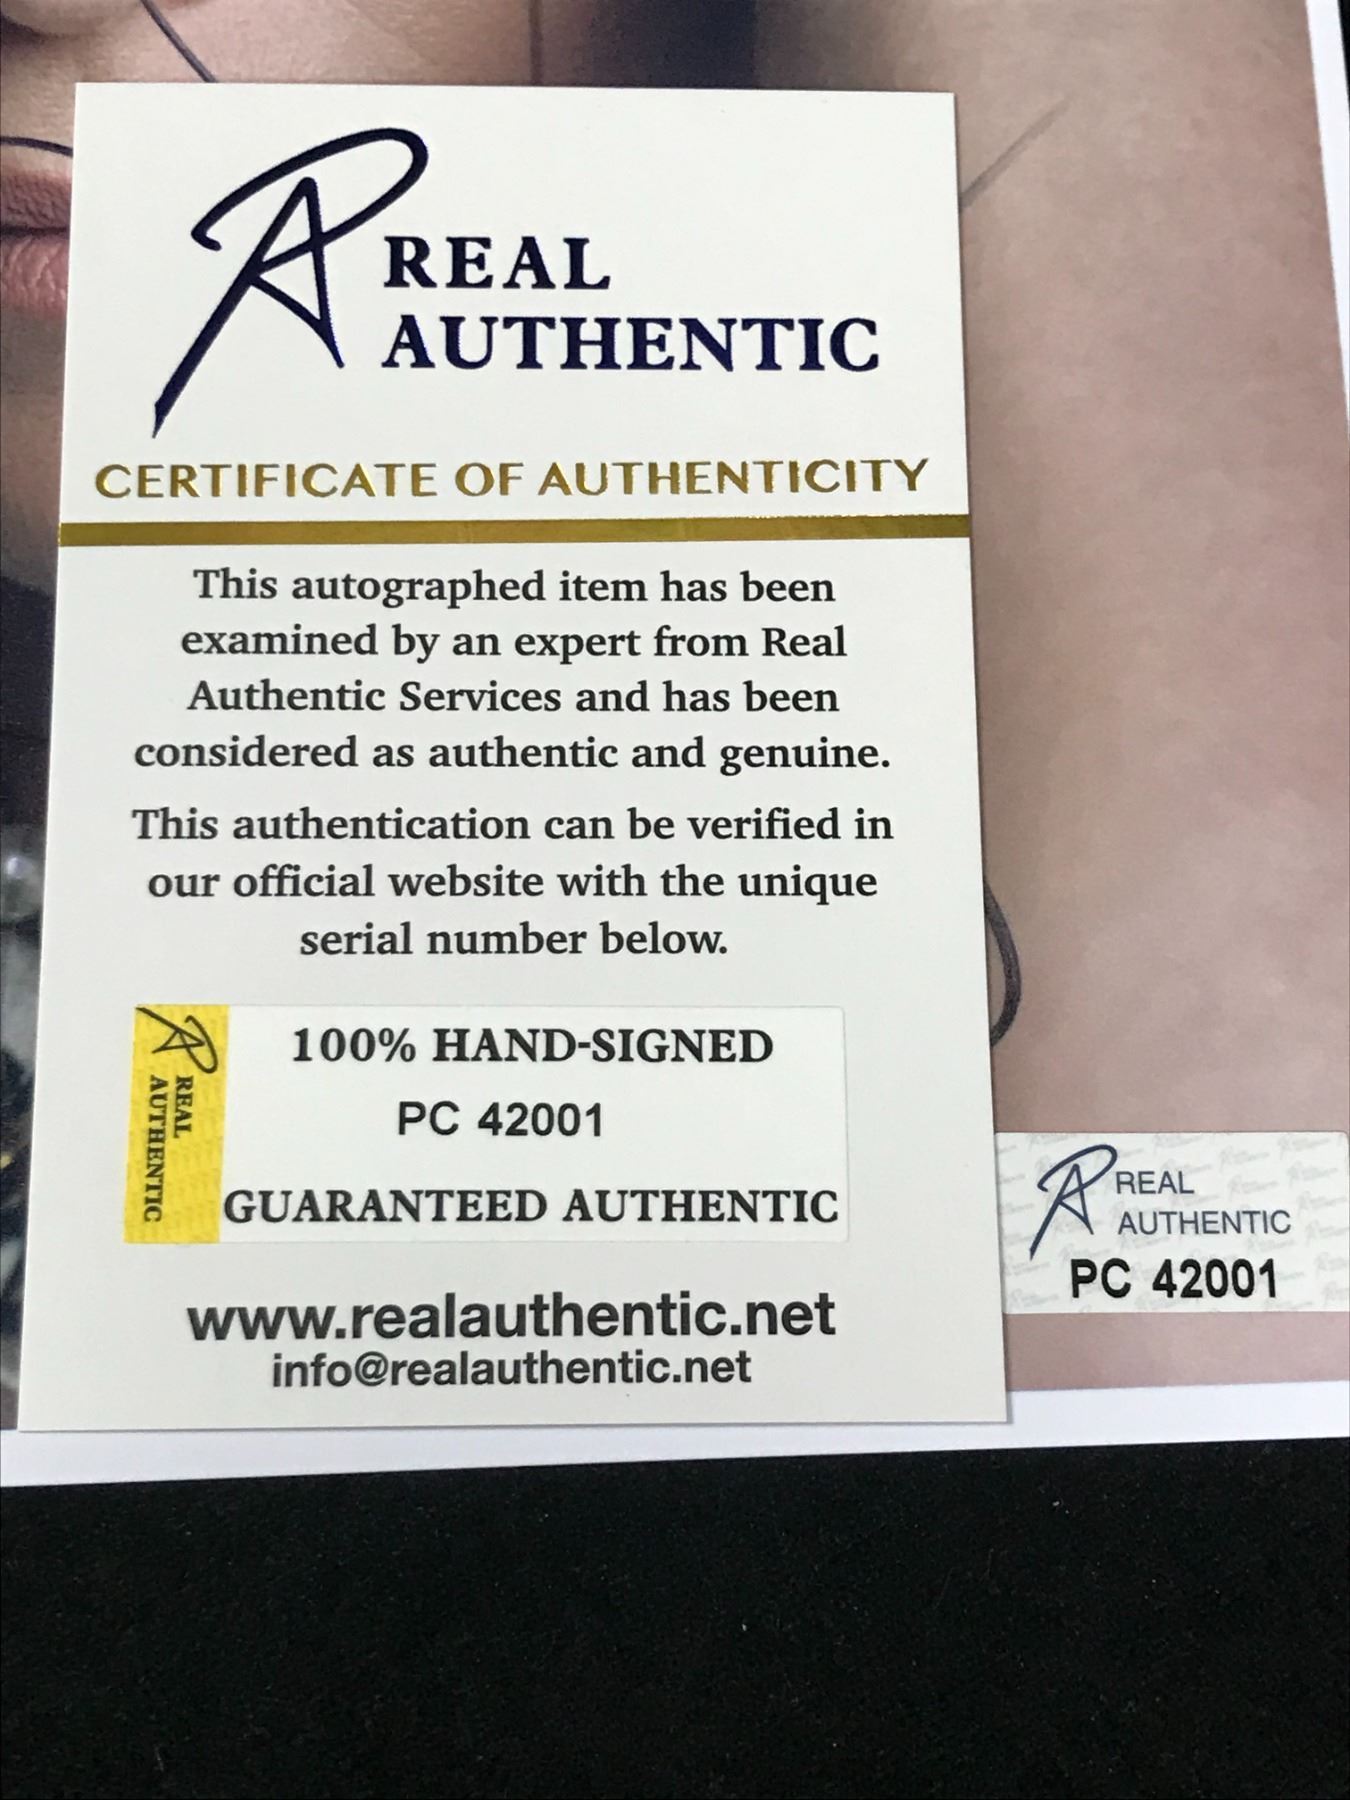 REAL
AUTHENTIC
CERTIFICATE OF AUTHENTICITY
This autographed item has been
examined by an expert from Real
Authentic Services and has been
considered as authentic and genuine.
This authentication can be verified in
our official website with the unique
serial number below.
REAL
AUTHENTIC
100% HAND-SIGNED
PC 42001
GUARANTEED AUTHENTIC
www.realauthentic.net
info@realauthentic.net
REAL
AUTHENTIC
PC 42001